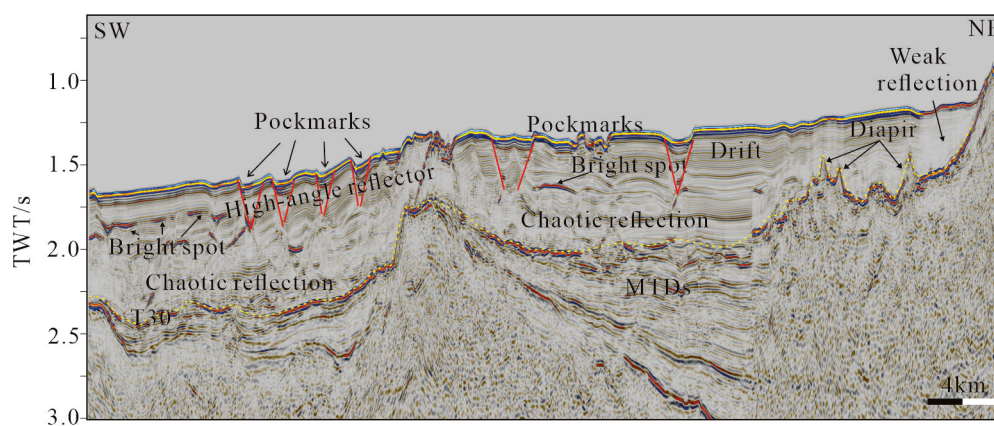 SW
NE
Weak
reflection
1.0
Pockmarks
Pockmarks
Diapir
1.5
Bright spot
Drift
High-angle reflector
Chaotic reflection
TWT/s
2.0
Bright spot
Chaotic reflection
MTDs
T30
2.5
4km
3.0